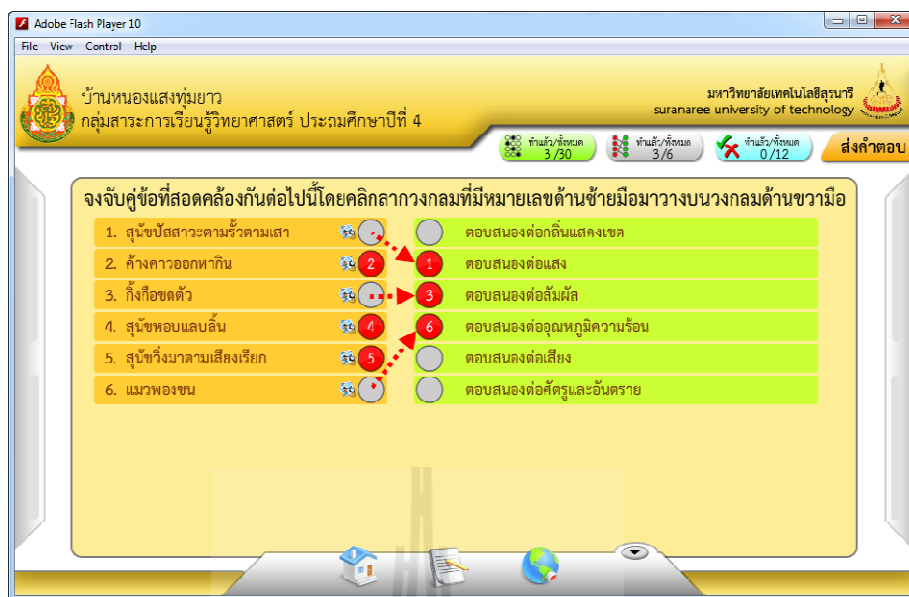 Adobe Flash Player 10
File View Control Help
บ้านหนองแสงทุ่มยาว
กลุ่มสาระการเรียนรู้วิทยาศาสตร์ ประถมศึกษาปีที่ 4
มหาวิทยาลัยเทคโนโลยีสุรนารี
suranaree university of technology
ทำแล้ว/ทั้งหมด
3/30
ทำแล้ว/ทั้งหมด
3/6
ทำแล้ว/ทั้งหมด
0/12
ส่งคำตอบ
จงจับคู่ข้อที่สอดคล้องกันต่อไปนี้โดยคลิกลากวงกลมที่มีหมายเลขด้านซ้ายมือมาวางบนวงกลมด้านขวามือ
1. สุนัขปัสสาวะตามรั้วตามเสา ตอบสนองต่อกลิ่นแสดงเขต
2. ค้างคาวออกหากิน 2 1 ตอบสนองต่อแสง
3. กิ้งกือขดตัว 3 ตอบสนองต่อสัมผัส
4. สุนัขหอบแลบลิ้น 4 6 ตอบสนองต่ออุณหภูมิความร้อน
5. สุนัขวิ่งมาตามเสียงเรียก 5 ตอบสนองต่อเสียง
6. แมวพองขน ตอบสนองต่อศัตรูและอันตราย